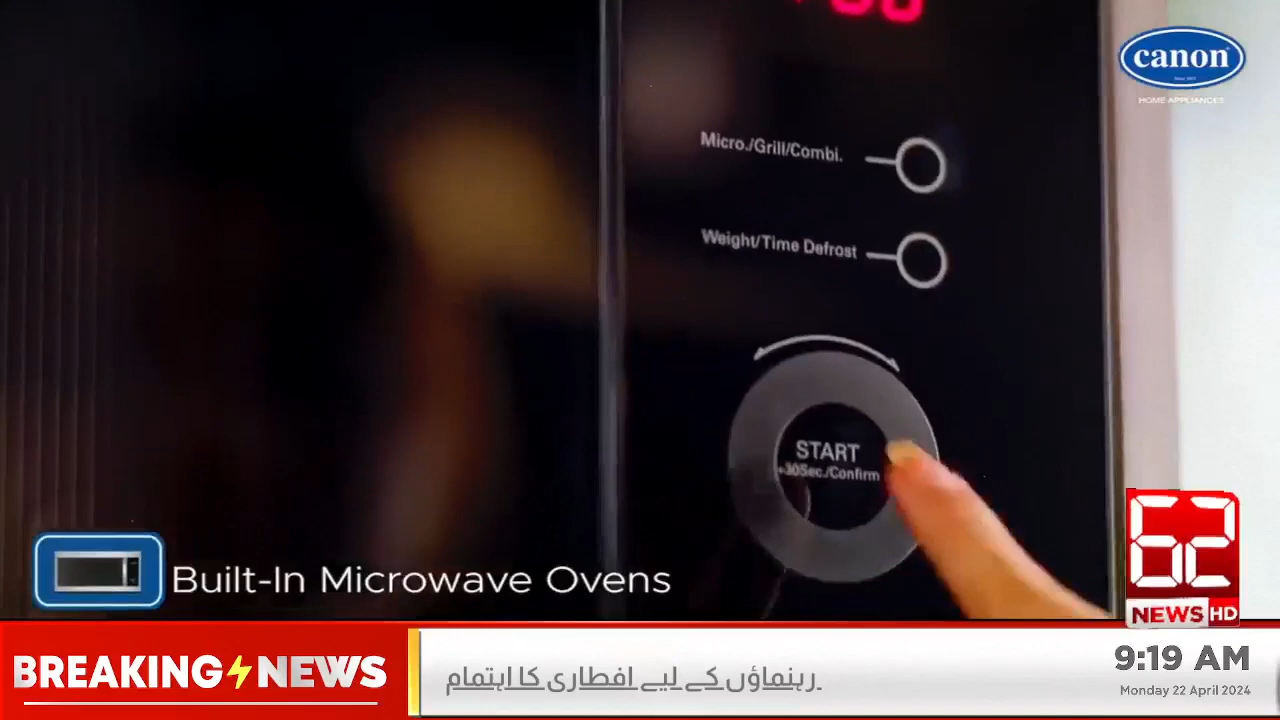 canon
HOME APPLIANCES
Micro./Grill/Combi.
Weight/Time Defrost
START
+30Sec./Confirm
Built-In Microwave Ovens
62
NEWS HD
BREAKING NEWS
رہنماؤں کے لیے افطاری کا اہتمام
9:19 AM
Monday 22 April 2024